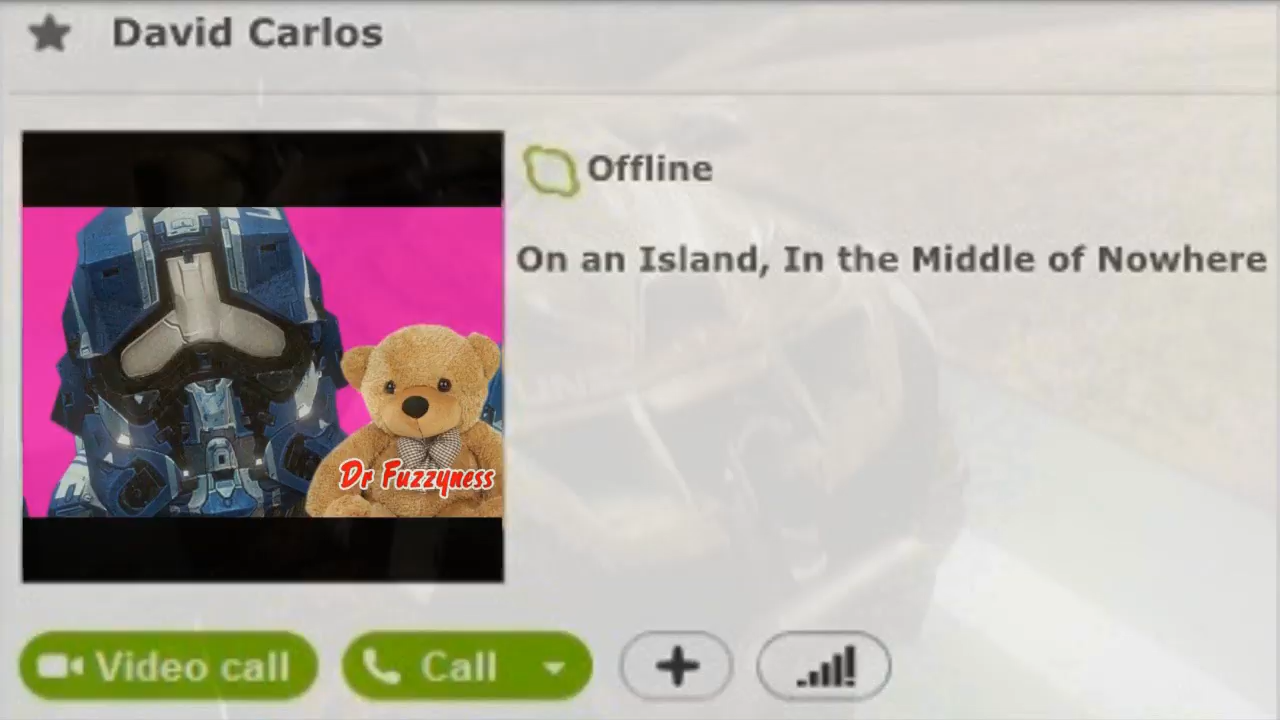 David Carlos
Offline
On an Island, In the Middle of Nowhere
Dr Fuzzyness
Video call
Call